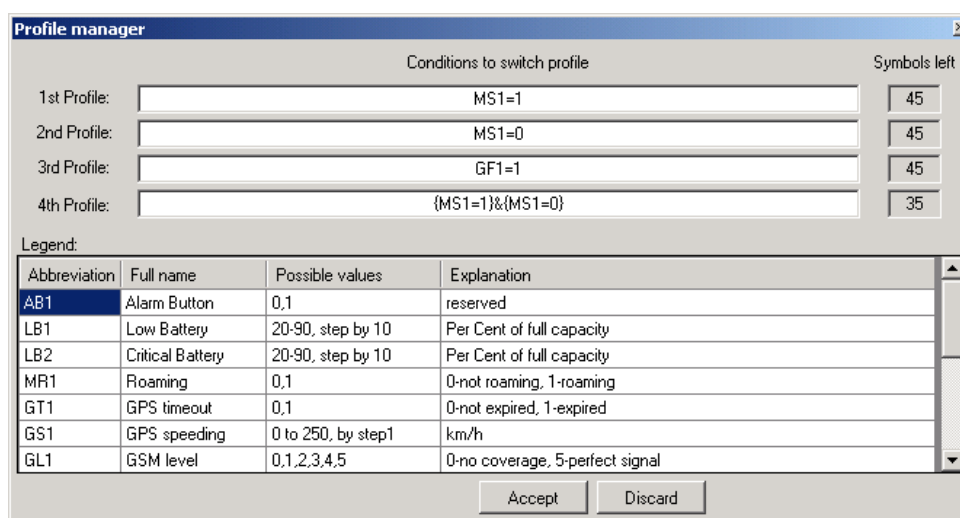 Profile manager
Conditions to switch profile Symbols left
1st Profile: MS1=1 45
2nd Profile: MS1=0 45
3rd Profile: GF1=1 45
4th Profile: {MS1=1}&{MS1=0} 35
Legend:
Abbreviation Full name Possible values Explanation
AB1 Alarm Button 0,1 reserved
LB1 Low Battery 20-90, step by 10 Per Cent of full capacity
LB2 Critical Battery 20-90, step by 10 Per Cent of full capacity
MR1 Roaming 0,1 0-not roaming, 1-roaming
GT1 GPS timeout 0,1 0-not expired, 1-expired
GS1 GPS speeding 0 to 250, by step1 km/h
GL1 GSM level 0,1,2,3,4,5 0-no coverage, 5-perfect signal
Accept Discard